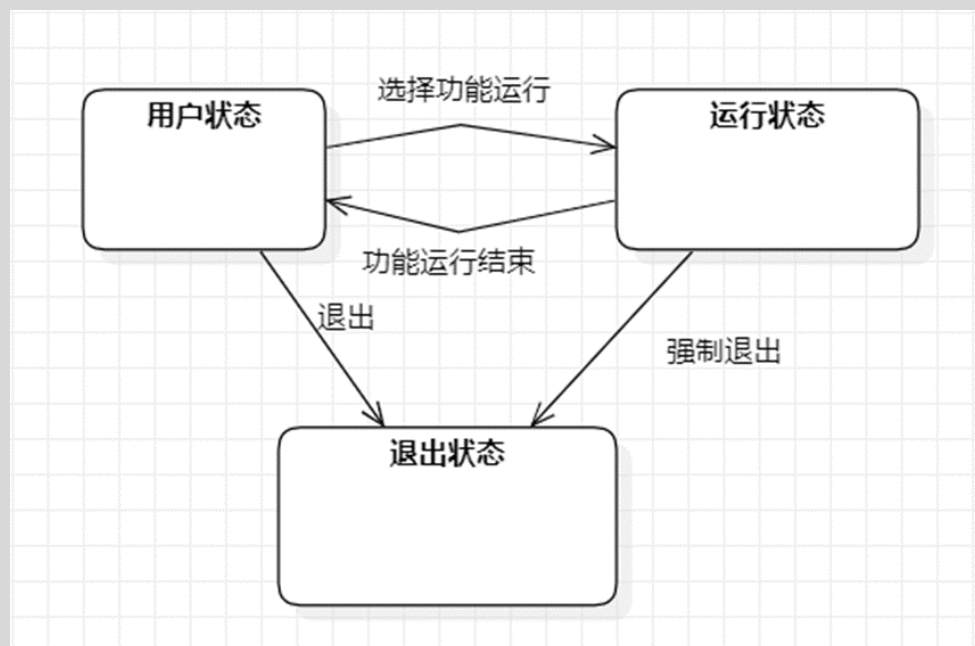 选择功能运行
用户状态
运行状态
功能运行结束
退出
强制退出
退出状态